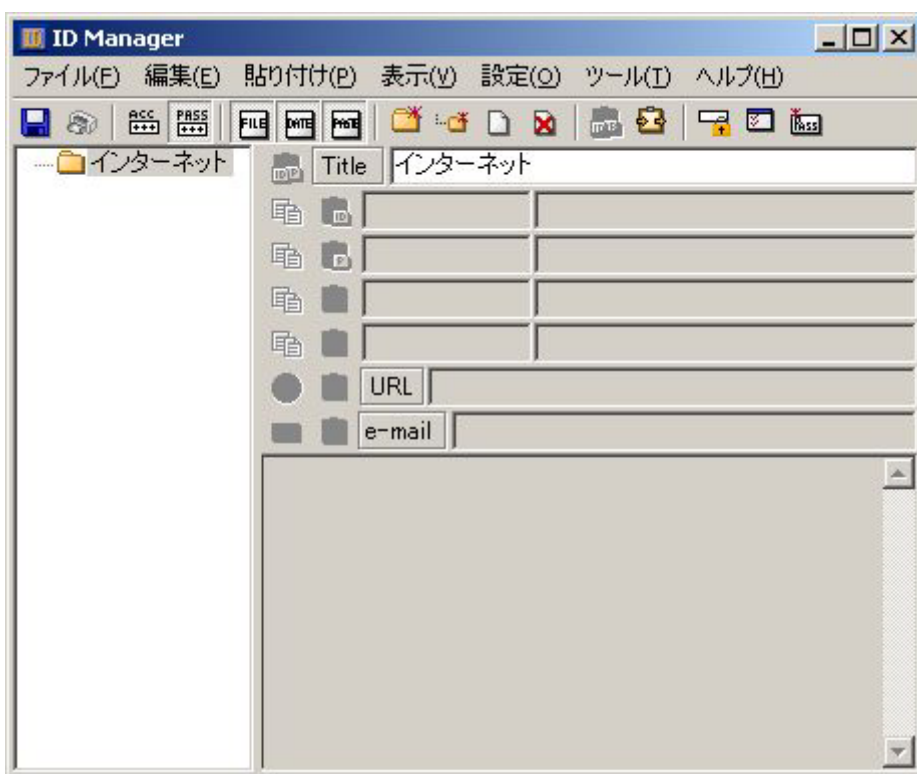 ID Manager
ファイル(F) 編集(E) 貼り付け(P) 表示(V) 設定(O) ツール(T) ヘルプ(H)
ACC PASS FILE DATE PASS
インターネット
Title インターネット
ID
P
URL
e-mail